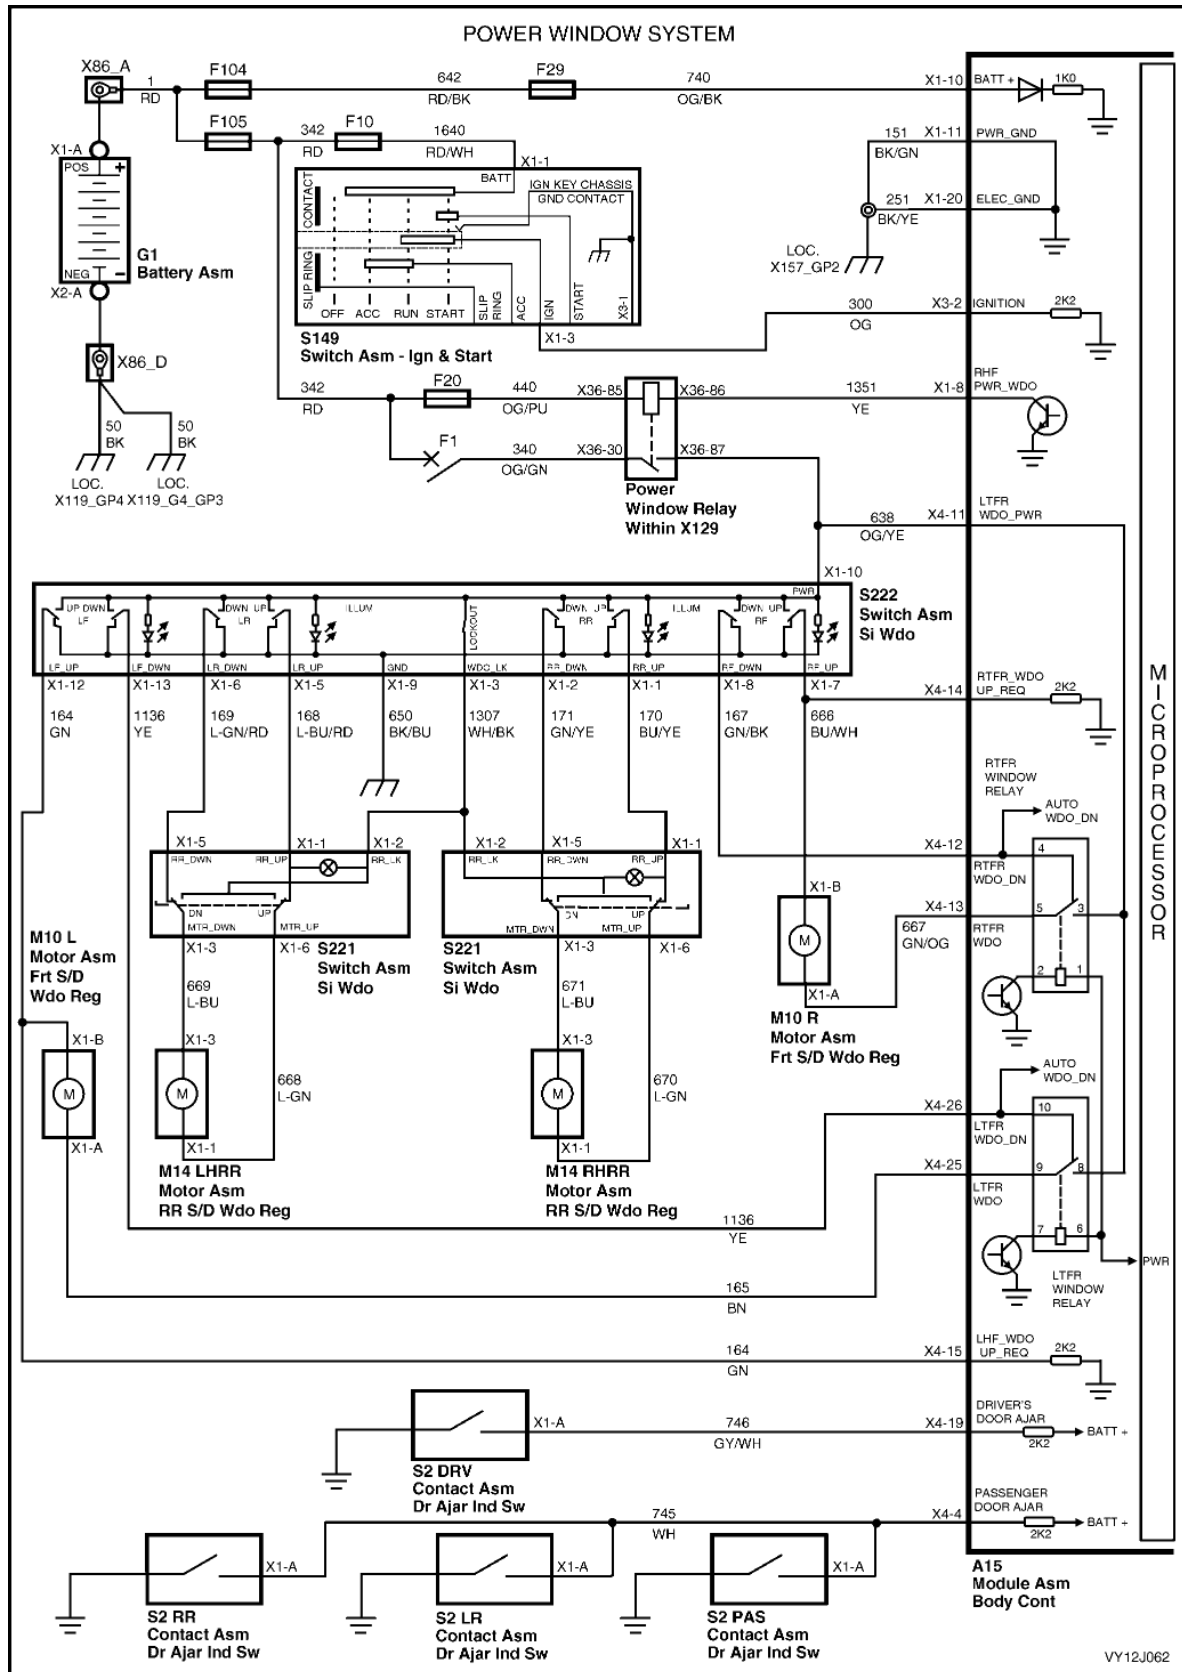 POWER WINDOW SYSTEM
X86_A
1
RD
F104
642
RD/BK
F29
740
OG/BK
X1-10
BATT +
1K0
F105
342
RD
F10
1640
RD/WH
X1-1
151
BK/GN
X1-11
PWR_GND
251
BK/YE
X1-20
ELEC_GND
LOC.
X157_GP2
X1-A
POS
+
NEG
–
X2-A
G1
Battery Asm
BATT
IGN KEY CHASSIS
GND CONTACT
CONTACT
SLIP RING
OFF ACC RUN START
SLIP
RING
ACC
IGN
START
X3-1
X1-3
S149
Switch Asm - Ign & Start
300
OG
X3-2
IGNITION
2K2
X86_D
50
BK
50
BK
LOC.
X119_GP4
LOC.
X119_G4_GP3
342
RD
F20
440
OG/PU
X36-85
X36-86
1351
YE
X1-8
RHF
PWR_WDO
F1
340
OG/GN
X36-30
X36-87
Power
Window Relay
Within X129
638
OG/YE
X4-11
LTFR
WDO_PWR
X1-10
PWR
S222
Switch Asm
Si Wdo
UP DWN
LF
DWN UP
LR
ILLUM
LOCKOUT
DWN UP
RR
ILLUM
DWN UP
RF
LF_UP
LF_DWN
LR_DWN
LR_UP
GND
WDO_LK
RR_DWN
RR_UP
RF_DWN
RF_UP
X1-12
X1-13
X1-6
X1-5
X1-9
X1-3
X1-2
X1-1
X1-8
X1-7
164
GN
1136
YE
169
L-GN/RD
168
L-BU/RD
650
BK/BU
1307
WH/BK
171
GN/YE
170
BU/YE
167
GN/BK
666
BU/WH
X4-14
RTFR_WDO
UP_REQ
2K2
MICROPROCESSOR
RTFR
WINDOW
RELAY
AUTO
WDO_DN
X1-5
X1-1
X1-2
RR_DWN
RR_UP
RR_LK
DN
UP
MTR_DWN
MTR_UP
X1-3
X1-6
S221
Switch Asm
Si Wdo
X1-2
X1-5
X1-1
RR_LK
RR_DWN
RR_UP
DN
UP
MTR_DWN
MTR_UP
X1-3
X1-6
S221
Switch Asm
Si Wdo
X4-12
RTFR
WDO_DN
4
X1-B
M
X1-A
M10 R
Motor Asm
Frt S/D Wdo Reg
667
GN/OG
X4-13
RTFR
WDO
5
3
2
1
M10 L
Motor Asm
Frt S/D
Wdo Reg
X1-B
M
X1-A
669
L-BU
X1-3
M
X1-1
668
L-GN
M14 LHRR
Motor Asm
RR S/D Wdo Reg
671
L-BU
X1-3
M
X1-1
670
L-GN
M14 RHRR
Motor Asm
RR S/D Wdo Reg
AUTO
WDO_DN
X4-26
LTFR
WDO_DN
10
X4-25
LTFR
WDO
9
8
7
6
PWR
LTFR
WINDOW
RELAY
1136
YE
165
BN
164
GN
X4-15
LHF_WDO
UP_REQ
2K2
X1-A
S2 DRV
Contact Asm
Dr Ajar Ind Sw
746
GY/WH
X4-19
DRIVER'S
DOOR AJAR
2K2
BATT +
745
WH
X4-4
PASSENGER
DOOR AJAR
2K2
BATT +
X1-A
S2 RR
Contact Asm
Dr Ajar Ind Sw
X1-A
S2 LR
Contact Asm
Dr Ajar Ind Sw
X1-A
S2 PAS
Contact Asm
Dr Ajar Ind Sw
A15
Module Asm
Body Cont
VY12J062